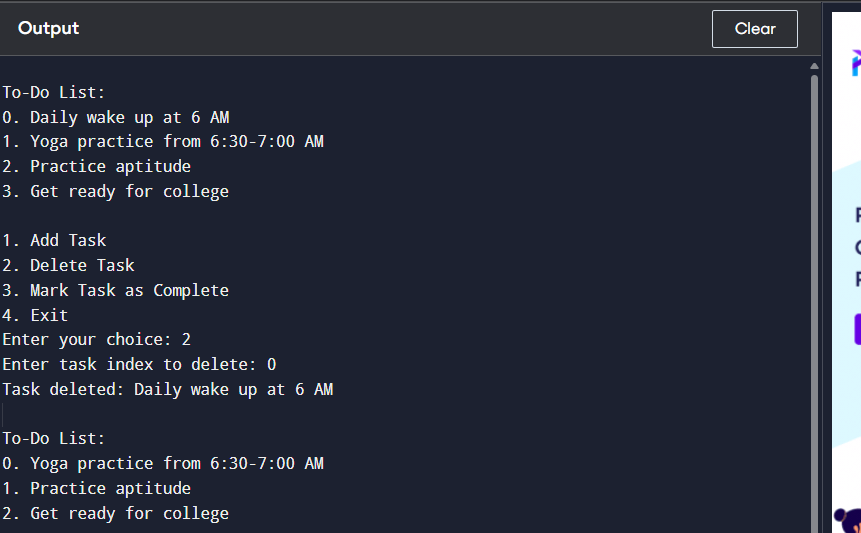 Output
Clear
To-Do List:
0. Daily wake up at 6 AM
1. Yoga practice from 6:30-7:00 AM
2. Practice aptitude
3. Get ready for college
1. Add Task
2. Delete Task
3. Mark Task as Complete
4. Exit
Enter your choice: 2
Enter task index to delete: 0
Task deleted: Daily wake up at 6 AM
To-Do List:
0. Yoga practice from 6:30-7:00 AM
1. Practice aptitude
2. Get ready for college